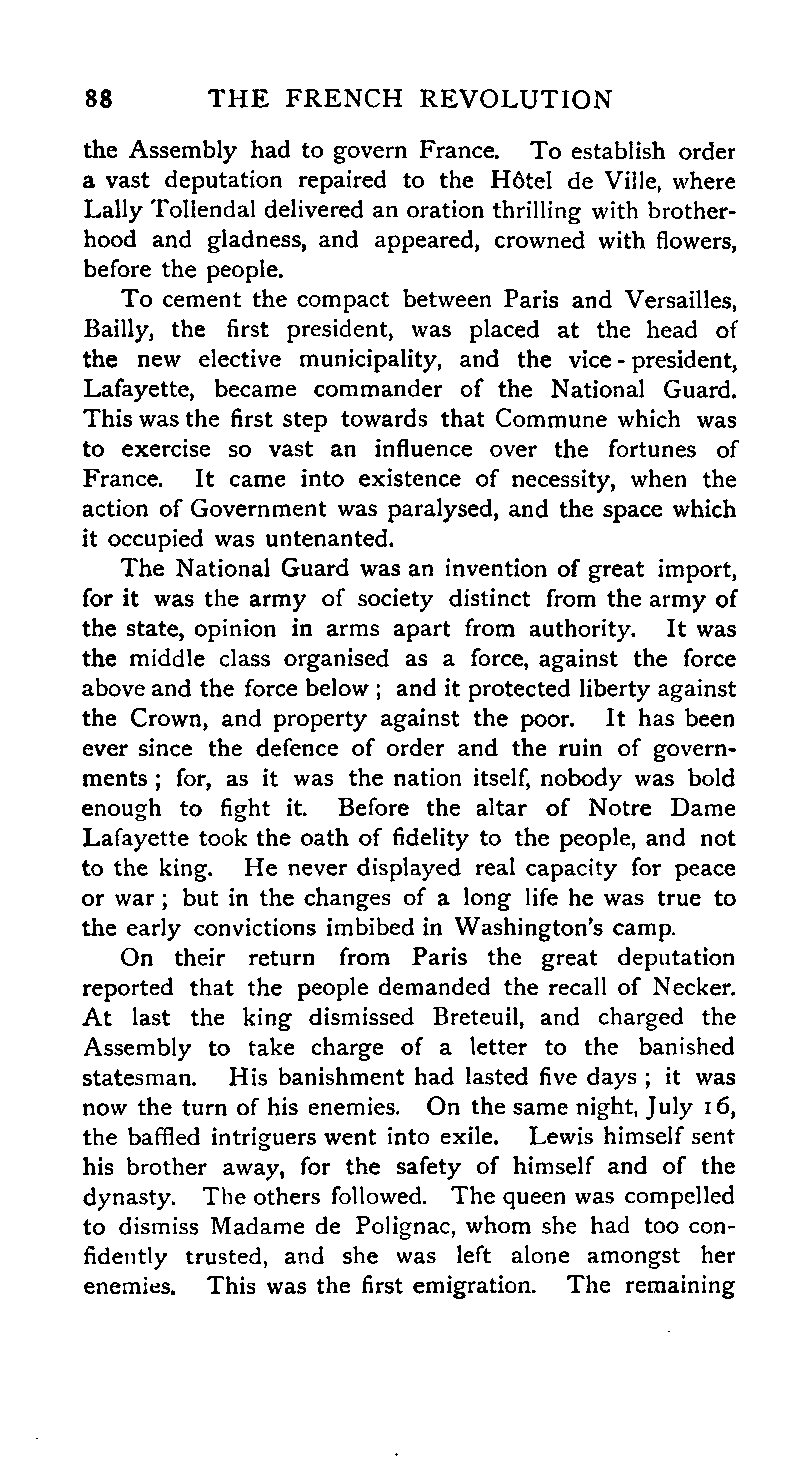 88 THE FRENCH REVOLUTION
the Assembly had to govern France. To establish order
a vast deputation repaired to the Hôtel de Ville, where
Lally Tollendal delivered an oration thrilling with brother-
hood and gladness, and appeared, crowned with flowers,
before the people.
To cement the compact between Paris and Versailles,
Bailly, the first president, was placed at the head of
the new elective municipality, and the vice-president,
Lafayette, became commander of the National Guard.
This was the first step towards that Commune which was
to exercise so vast an influence over the fortunes of
France. It came into existence of necessity, when the
action of Government was paralysed, and the space which
it occupied was untenanted.
The National Guard was an invention of great import,
for it was the army of society distinct from the army of
the state, opinion in arms apart from authority. It was
the middle class organised as a force, against the force
above and the force below ; and it protected liberty against
the Crown, and property against the poor. It has been
ever since the defence of order and the ruin of govern-
ments ; for, as it was the nation itself, nobody was bold
enough to fight it. Before the altar of Notre Dame
Lafayette took the oath of fidelity to the people, and not
to the king. He never displayed real capacity for peace
or war ; but in the changes of a long life he was true to
the early convictions imbibed in Washington's camp.
On their return from Paris the great deputation
reported that the people demanded the recall of Necker.
At last the king dismissed Breteuil, and charged the
Assembly to take charge of a letter to the banished
statesman. His banishment had lasted five days ; it was
now the turn of his enemies. On the same night, July 16,
the baffled intriguers went into exile. Lewis himself sent
his brother away, for the safety of himself and of the
dynasty. The others followed. The queen was compelled
to dismiss Madame de Polignac, whom she had too con-
fidently trusted, and she was left alone amongst her
enemies. This was the first emigration. The remaining